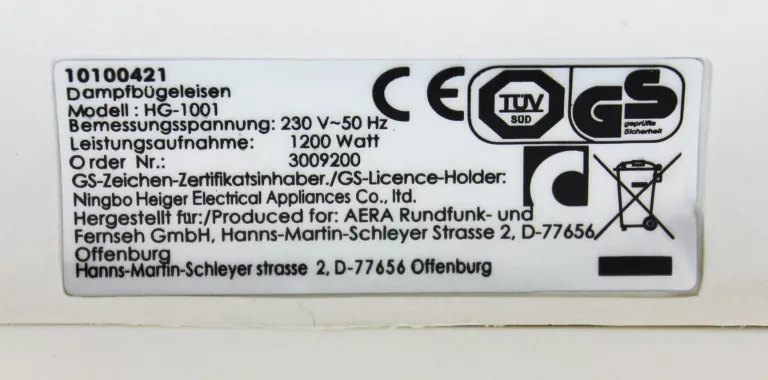 10100421
Dampfbügeleisen
Modell : HG-1001
Bemessungsspannung: 230 V~50 Hz
Leistungsaufnahme: 1200 Watt
Order Nr.: 3009200
GS-Zeichen-Zertifikatsinhaber./GS-Licence-Holder:
Ningbo Heiger Electrical Appliances Co., ltd.
Hergestellt für:/Produced for: AERA Rundfunk- und
Fernseh GmbH, Hanns-Martin-Schleyer Strasse 2, D-77656
Offenburg
Hanns-Martin-Schleyer strasse 2, D-77656 Offenburg
CE
TÜV
SÜD
GS
geprüfte
Sicherheit